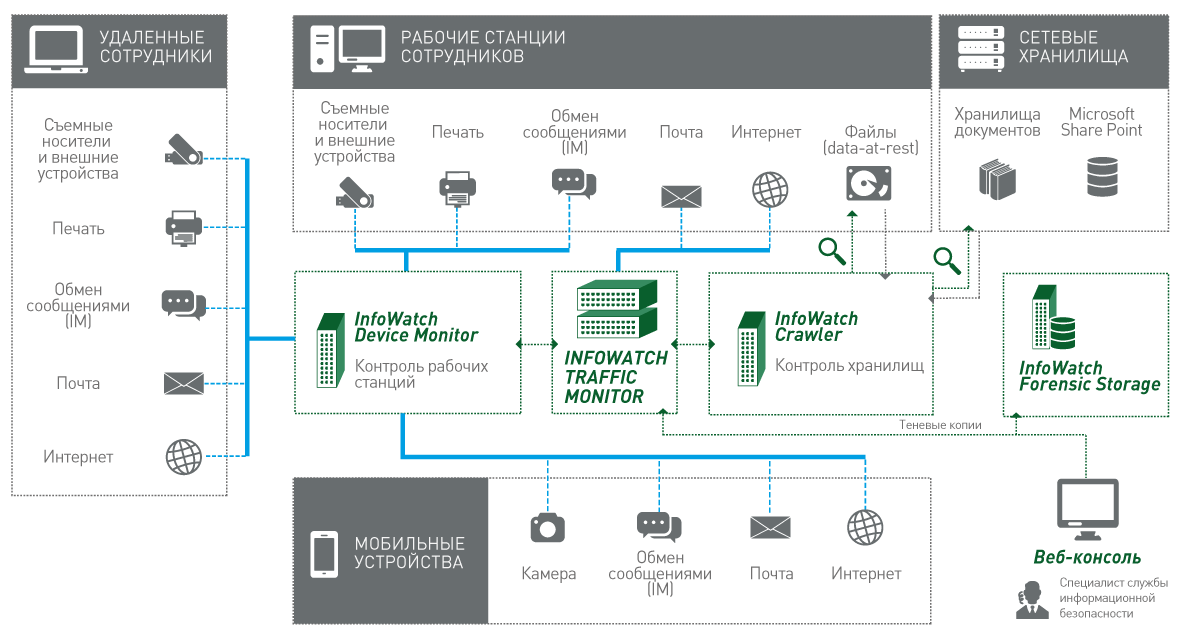 УДАЛЕННЫЕ
СОТРУДНИКИ
Съемные
носители
и внешние
устройства
Печать
Обмен
сообщениями
(IM)
Почта
Интернет
РАБОЧИЕ СТАНЦИИ
СОТРУДНИКОВ
Съемные
носители
и внешние
устройства
Печать
Обмен
сообщениями
(IM)
Почта
Интернет
Файлы
(data-at-rest)
СЕТЕВЫЕ
ХРАНИЛИЩА
Хранилища
документов
Microsoft
Share Point
InfoWatch
Device Monitor
Контроль рабочих
станций
INFOWATCH
TRAFFIC
MONITOR
InfoWatch
Crawler
Контроль хранилищ
InfoWatch
Forensic Storage
Теневые копии
МОБИЛЬНЫЕ
УСТРОЙСТВА
Камера
Обмен
сообщениями
(IM)
Почта
Интернет
Веб-консоль
Специалист службы
информационной
безопасности